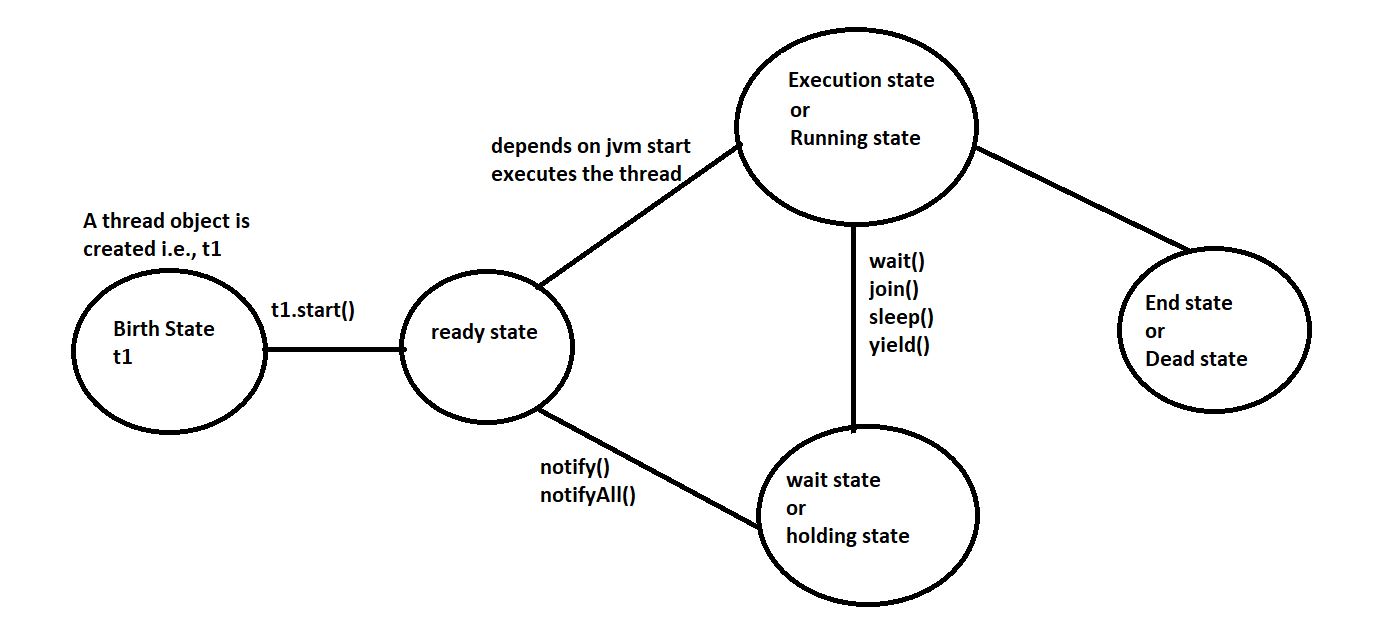 Execution state
or
Running state
depends on jvm start
executes the thread
A thread object is
created i.e., t1
Birth State
t1
t1.start()
ready state
wait()
join()
sleep()
yield()
End state
or
Dead state
notify()
notifyAll()
wait state
or
holding state